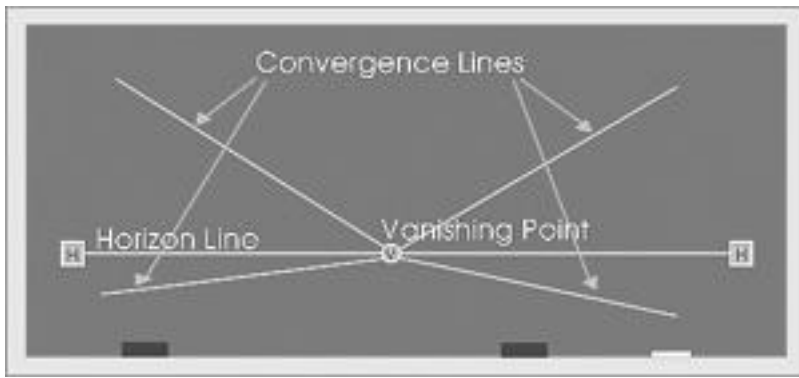 Convergence Lines
Vanishing Point
Horizon Line
H
V
H